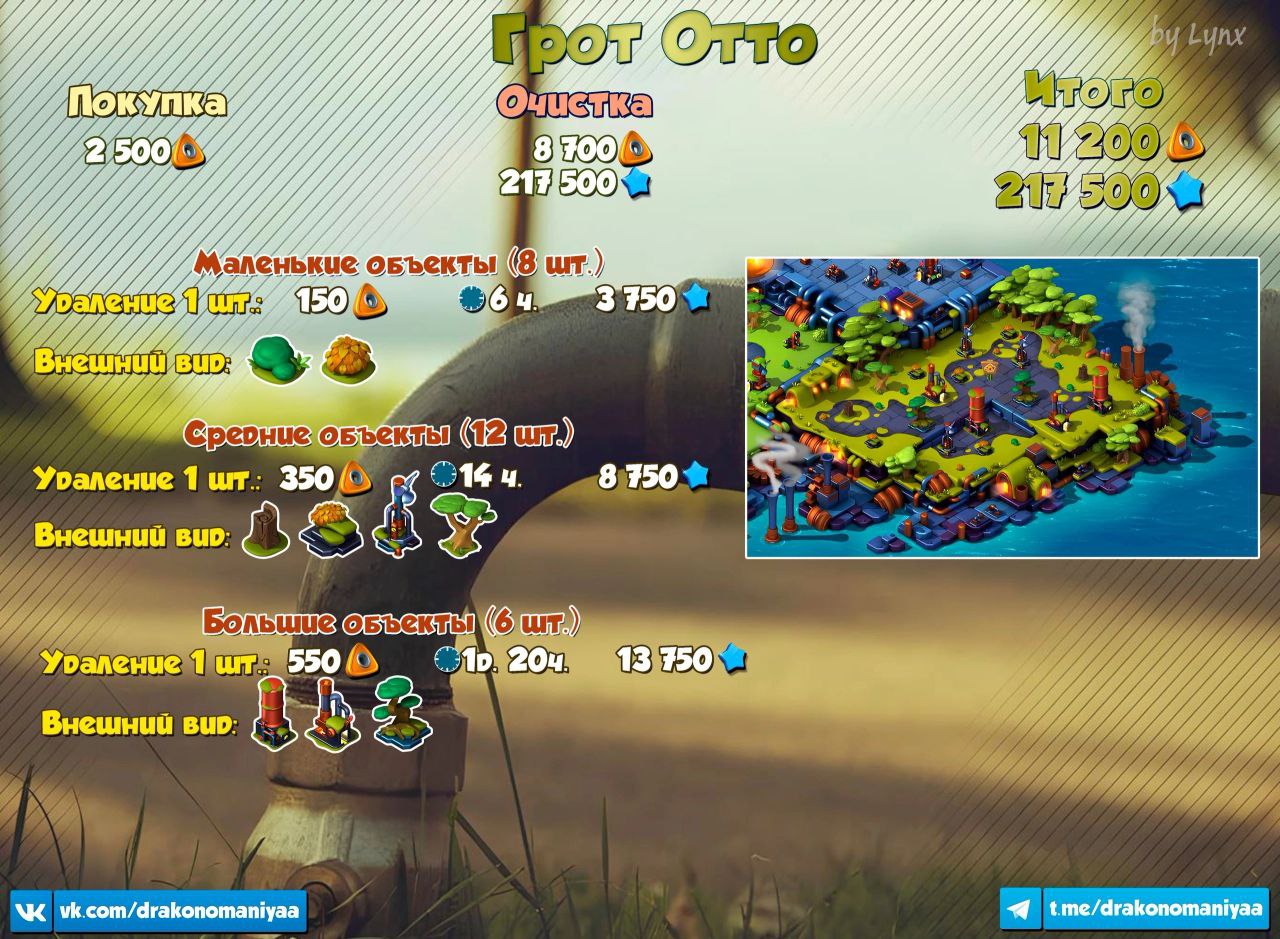 Грот Отто
by Lynx
Покупка
2 500
Очистка
8 700
217 500
Итого
11 200
217 500
Маленькие объекты (8 шт.)
Удаление 1 шт.: 150 6 ч. 3 750
Внешний вид:
Средние объекты (12 шт.)
Удаление 1 шт.: 350 14 ч. 8 750
Внешний вид:
Большие объекты (6 шт.)
Удаление 1 шт.: 550 1д. 20ч. 13 750
Внешний вид:
vk.com/drakonomaniyaa
t.me/drakonomaniyaa